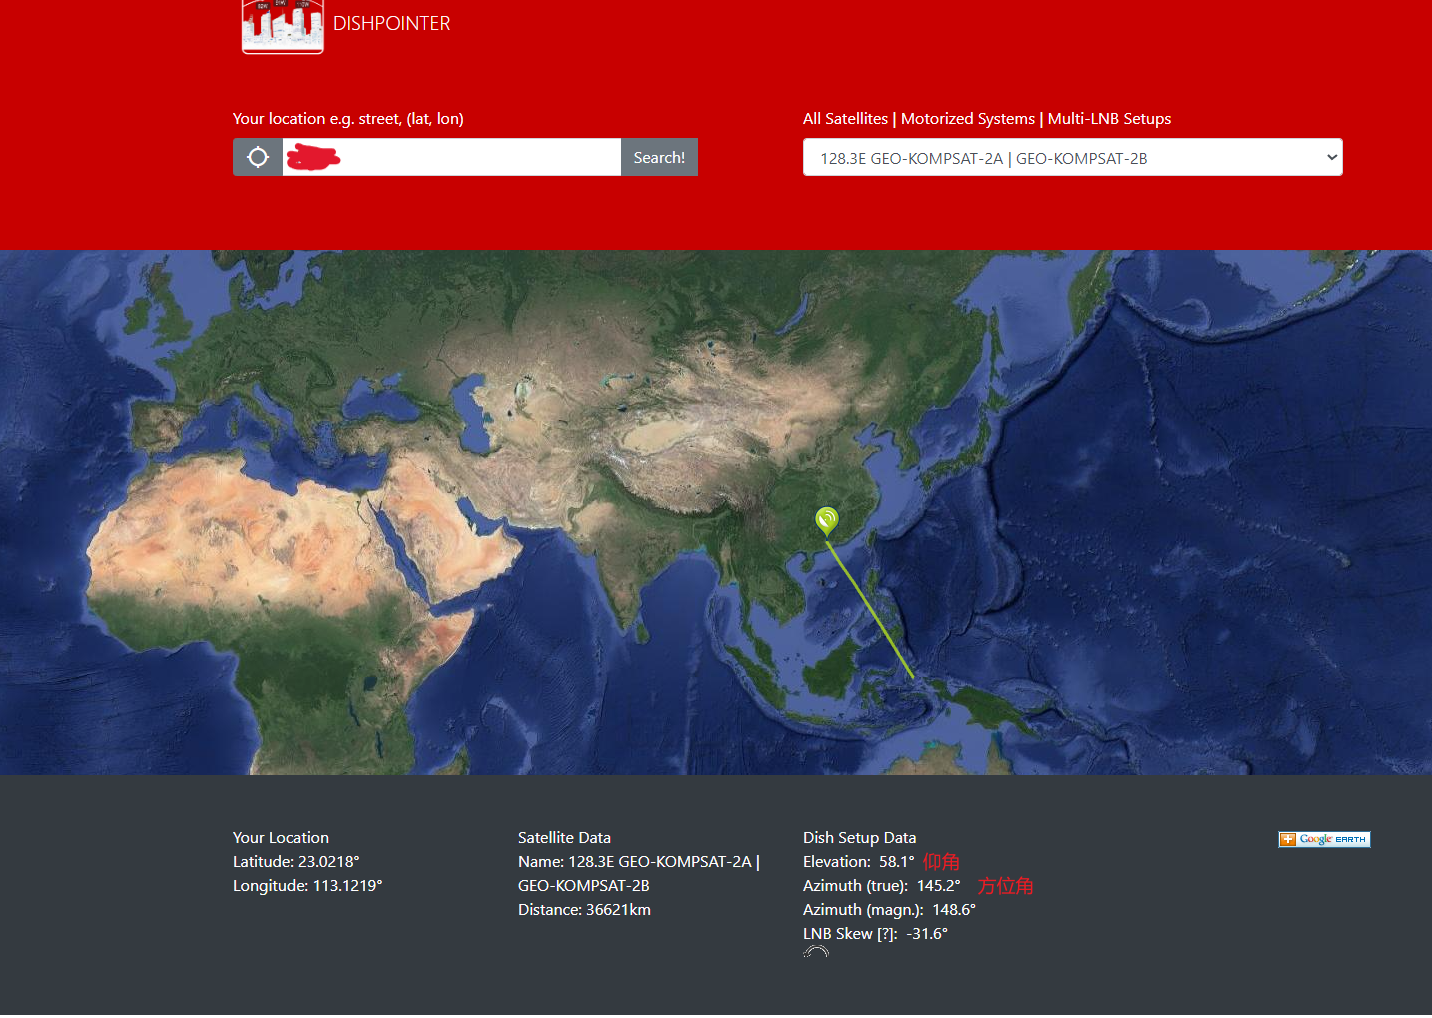 DISHPOINTER
Your location e.g. street, (lat, lon)
All Satellites | Motorized Systems | Multi-LNB Setups
Search!
128.3E GEO-KOMPSAT-2A | GEO-KOMPSAT-2B
Your Location
Latitude: 23.0218°
Longitude: 113.1219°
Satellite Data
Name: 128.3E GEO-KOMPSAT-2A |
GEO-KOMPSAT-2B
Distance: 36621km
Dish Setup Data
Elevation: 58.1° 仰角
Azimuth (true): 145.2° 方位角
Azimuth (magn.): 148.6°
LNB Skew [?]: -31.6°
Google EARTH